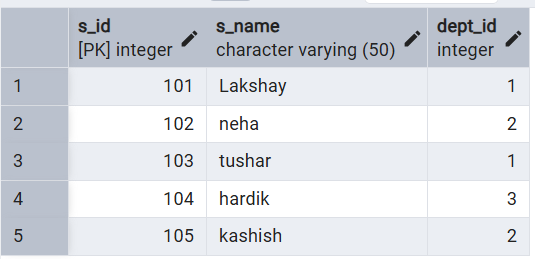 s_id s_name dept_id
[PK] integer character varying (50) integer
1 101 Lakshay 1
2 102 neha 2
3 103 tushar 1
4 104 hardik 3
5 105 kashish 2